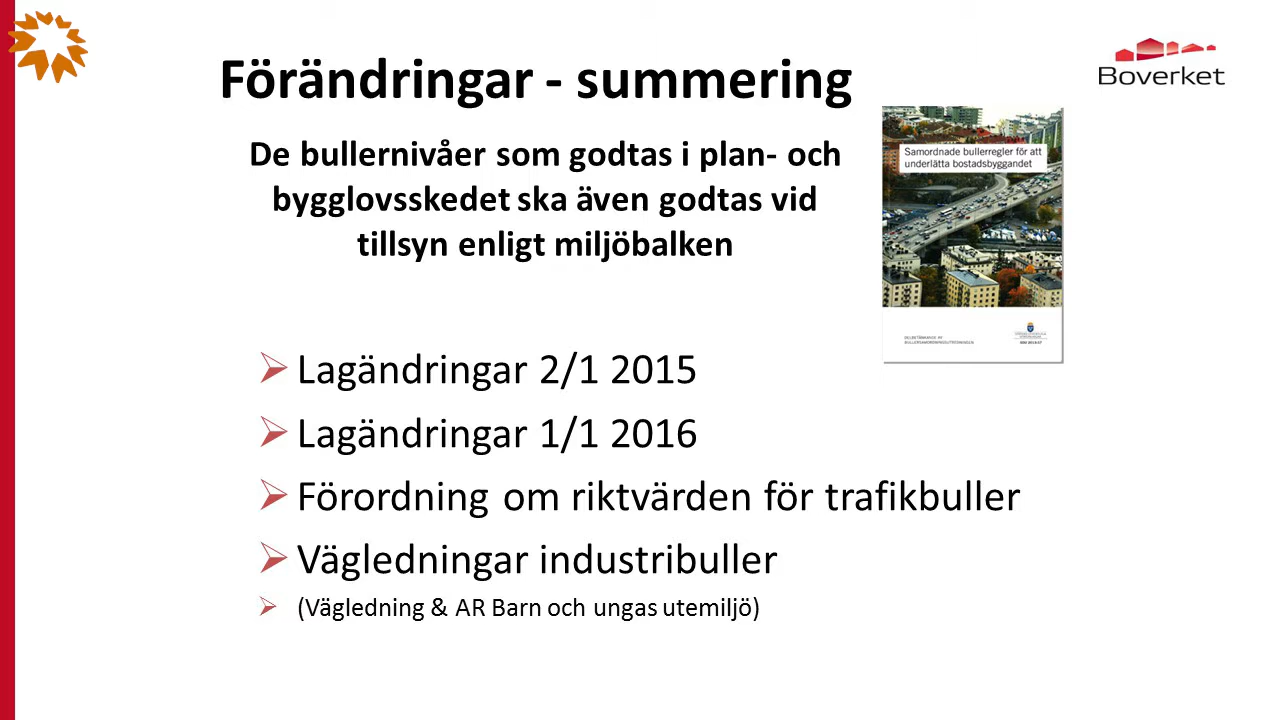 Förändringar - summering
Boverket
De bullernivåer som godtas i plan- och
bygglovsskedet ska även godtas vid
tillsyn enligt miljöbalken
Samordnade bullerregler för att
underlätta bostadsbyggandet
Lagändringar 2/1 2015
Lagändringar 1/1 2016
Förordning om riktvärden för trafikbuller
Vägledningar industribuller
(Vägledning & AR Barn och ungas utemiljö)